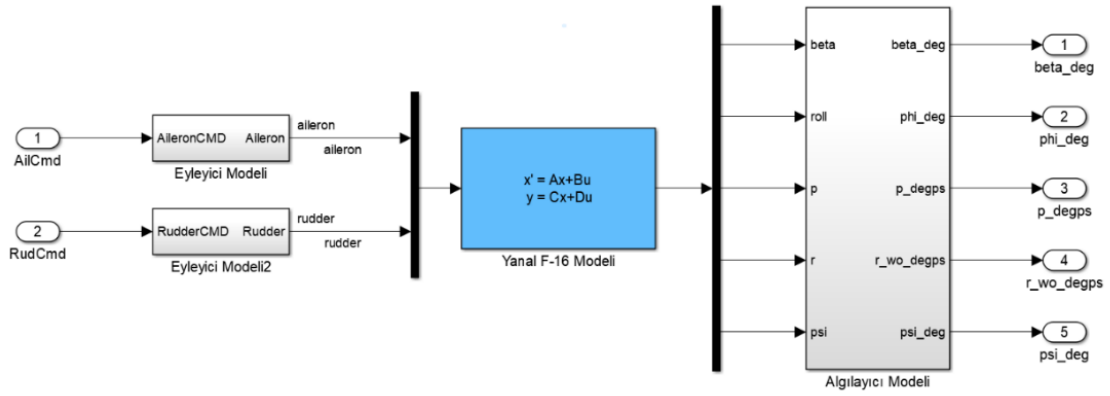 1
AilCmd
AileronCMD Aileron
Eyleyici Modeli
aileron
aileron
2
RudCmd
RudderCMD Rudder
Eyleyici Modeli2
rudder
rudder
x' = Ax+Bu
y = Cx+Du
Yanal F-16 Modeli
beta beta_deg
roll phi_deg
p p_degps
r r_wo_degps
psi psi_deg
Algılayıcı Modeli
1
beta_deg
2
phi_deg
3
p_degps
4
r_wo_degps
5
psi_deg